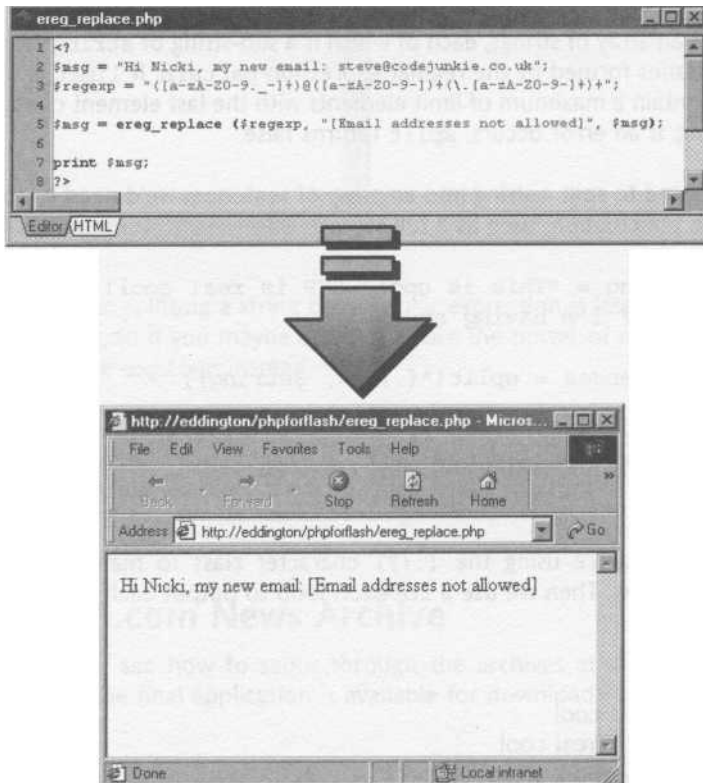 ereg_replace.php
1 <?
2 $msg = "Hi Nicki, my new email: steve@codejunkie.co.uk";
3 $regexp = "([a-zA-Z0-9._-]+)@([a-zA-Z0-9-])+(\.[a-zA-Z0-9-]+)+";
4
5 $msg = ereg_replace ($regexp, "[Email addresses not allowed]", $msg);
6
7 print $msg;
8 ?>
Editor HTML
http://eddington/phpforflash/ereg_replace.php - Micros...
File Edit View Favorites Tools Help
Back Forward Stop Refresh Home »
Address http://eddington/phpforflash/ereg_replace.php Go
Hi Nicki, my new email: [Email addresses not allowed]
.com News Archive
Done Local intranet